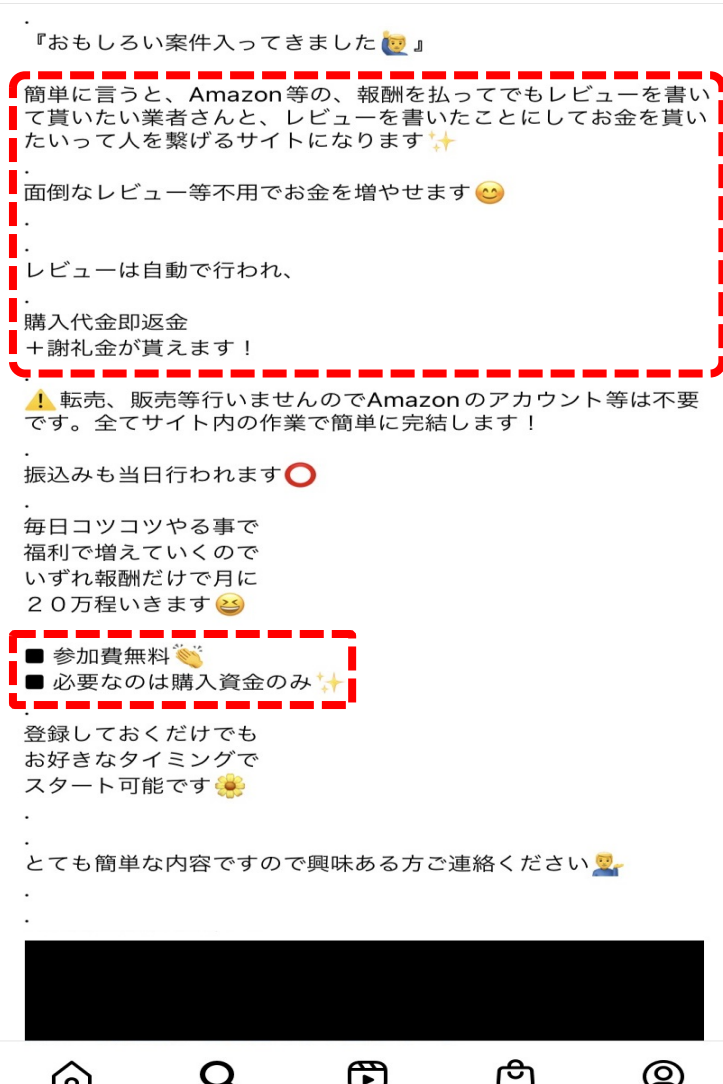 .
『おもしろい案件入ってきました🙋‍♂️』
簡単に言うと、Amazon等の、報酬を払ってでもレビューを書い
て貰いたい業者さんと、レビューを書いたことにしてお金を貰い
たいって人を繋げるサイトになります✨
.
面倒なレビュー等不用でお金を増やせます😊
.
.
レビューは自動で行われ、
.
購入代金即返金
＋謝礼金が貰えます！
.
⚠️転売、販売等行いませんのでAmazonのアカウント等は不要
です。全てサイト内の作業で簡単に完結します！
.
振込みも当日行われます⭕
.
毎日コツコツやる事で
福利で増えていくので
いずれ報酬だけで月に
２０万程いきます😆
.
■ 参加費無料👏
■ 必要なのは購入資金のみ✨
.
登録しておくだけでも
お好きなタイミングで
スタート可能です🌼
.
.
とても簡単な内容ですので興味ある方ご連絡ください💁‍♂️
.
.